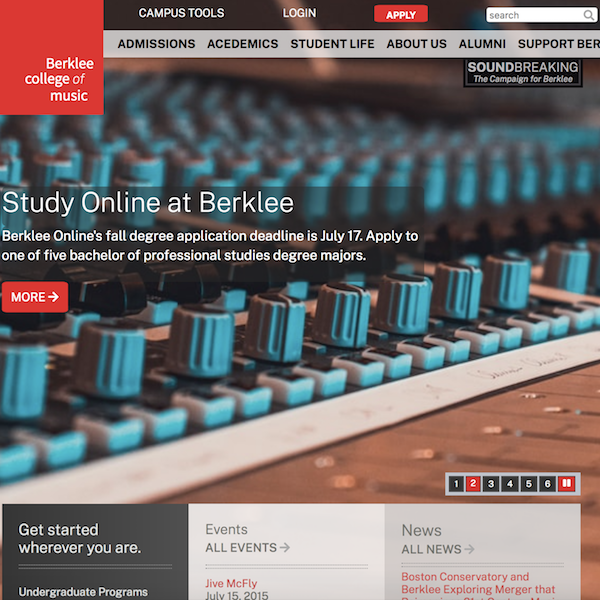 CAMPUS TOOLS
LOGIN
APPLY
search
Berklee
college of
music
ADMISSIONS
ACEDEMICS
STUDENT LIFE
ABOUT US
ALUMNI
SUPPORT BER
SOUNDBREAKING
The Campaign for Berklee
Study Online at Berklee
Berklee Online's fall degree application deadline is July 17. Apply to
one of five bachelor of professional studies degree majors.
MORE
1 2 3 4 5 6
Get started
wherever you are.
Undergraduate Programs
Events
ALL EVENTS
Jive McFly
July 15, 2015
News
ALL NEWS
Boston Conservatory and
Berklee Exploring Merger that